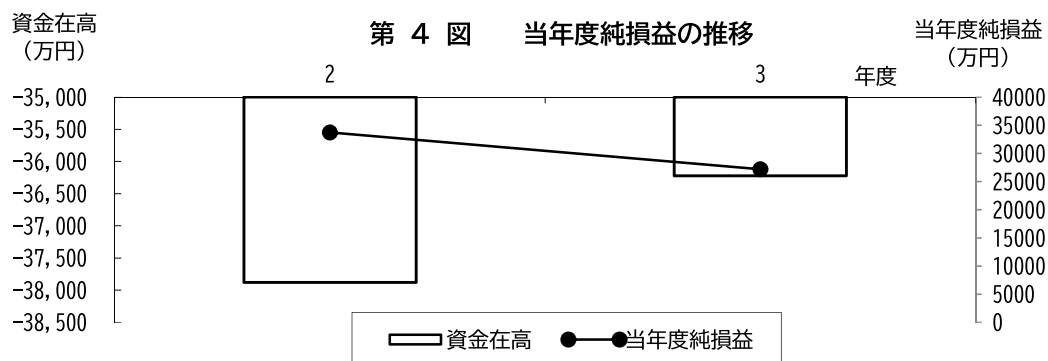 資金在高
（万円）
第 4 図 当年度純損益の推移
当年度純損益
（万円）
2 3 年度
-35,000
-35,500
-36,000
-36,500
-37,000
-37,500
-38,000
-38,500
40000
35000
30000
25000
20000
15000
10000
5000
0
資金在高 当年度純損益